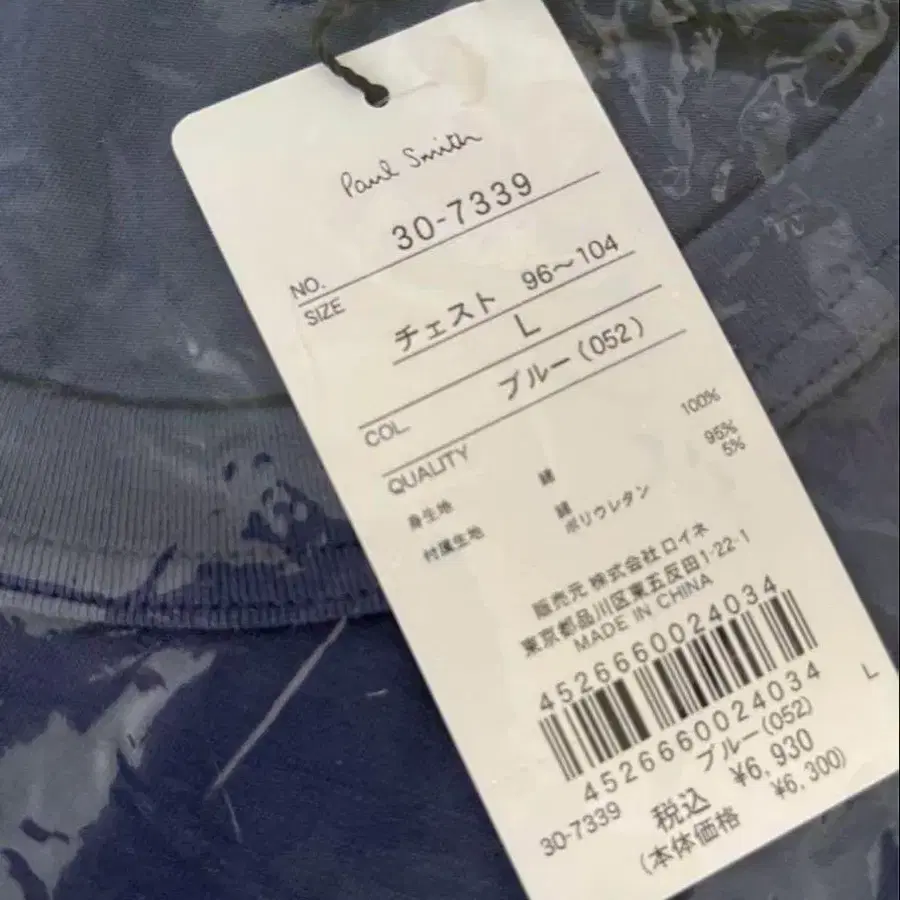 Paul Smith
NO. 30-7339
SIZE チェスト 96〜104
L
COL. ブルー(052)
QUALITY
身生地 綿 100%
付属生地 綿 95%
ポリウレタン 5%
販売元 株式会社 ロイネ
東京都品川区東五反田1-22-1
MADE IN CHINA
4526660024034
4526660024034
ブルー(052) L
30-7339 税込 ¥6,930
(本体価格 ¥6,300)